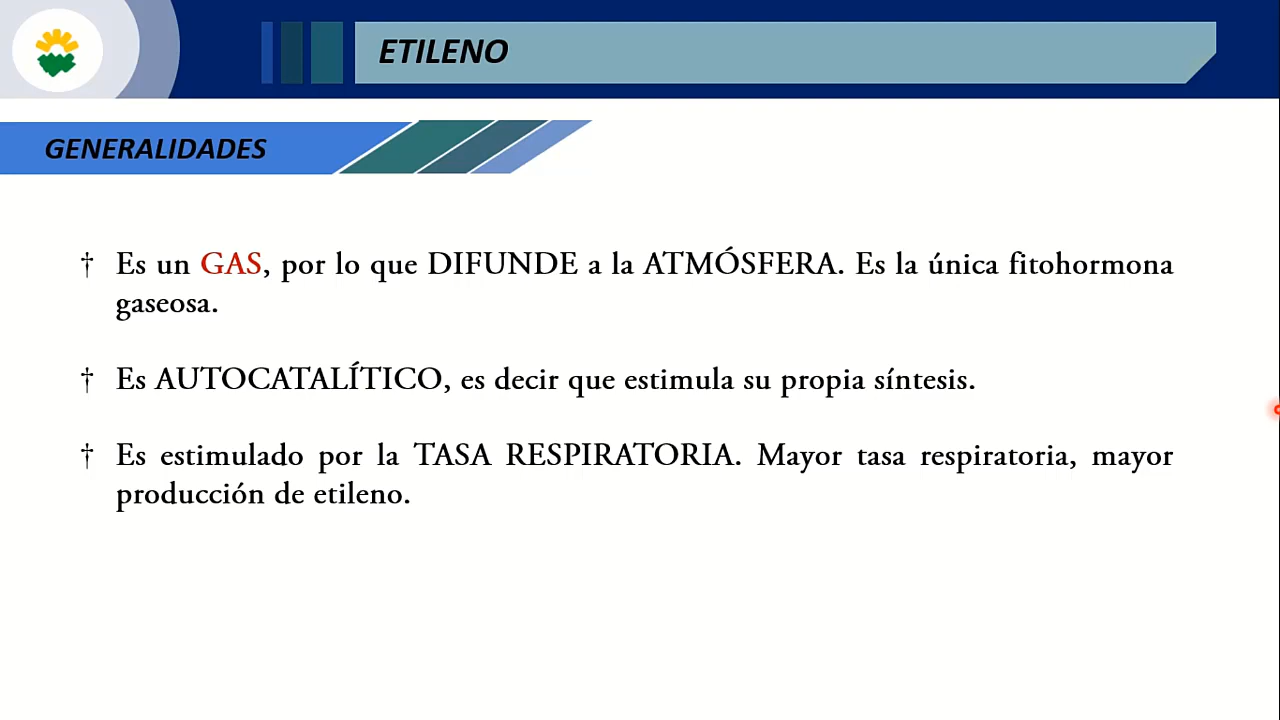 ETILENO
GENERALIDADES
† Es un GAS, por lo que DIFUNDE a la ATMÓSFERA. Es la única fitohormona
gaseosa.
† Es AUTOCATALÍTICO, es decir que estimula su propia síntesis.
† Es estimulado por la TASA RESPIRATORIA. Mayor tasa respiratoria, mayor
producción de etileno.